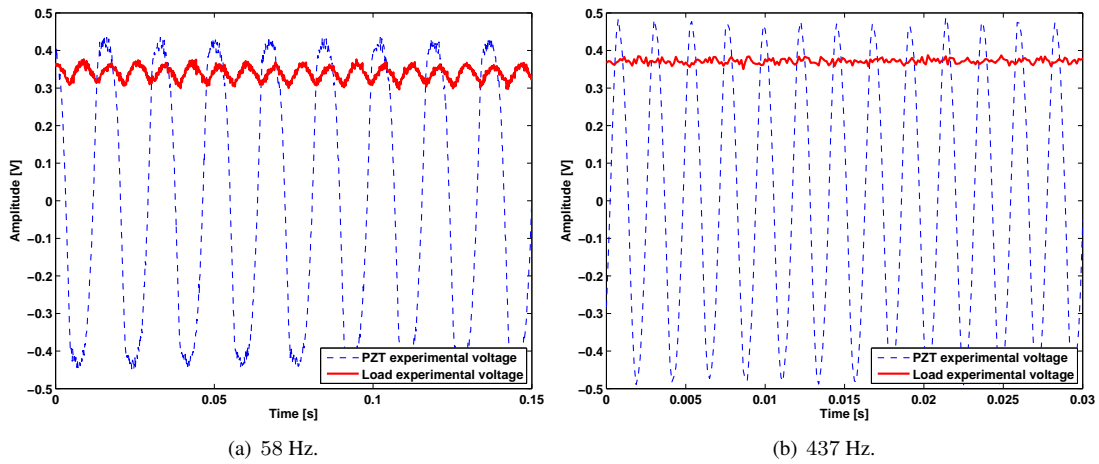 0.5
0.4
0.3
0.2
0.1
0
−0.1
−0.2
−0.3
−0.4
−0.5
Amplitude [V]
0 0.05 0.1 0.15
Time [s]
PZT experimental voltage
Load experimental voltage
(a) 58 Hz.
0.5
0.4
0.3
0.2
0.1
0
−0.1
−0.2
−0.3
−0.4
−0.5
Amplitude [V]
0 0.005 0.01 0.015 0.02 0.025 0.03
Time [s]
PZT experimental voltage
Load experimental voltage
(b) 437 Hz.